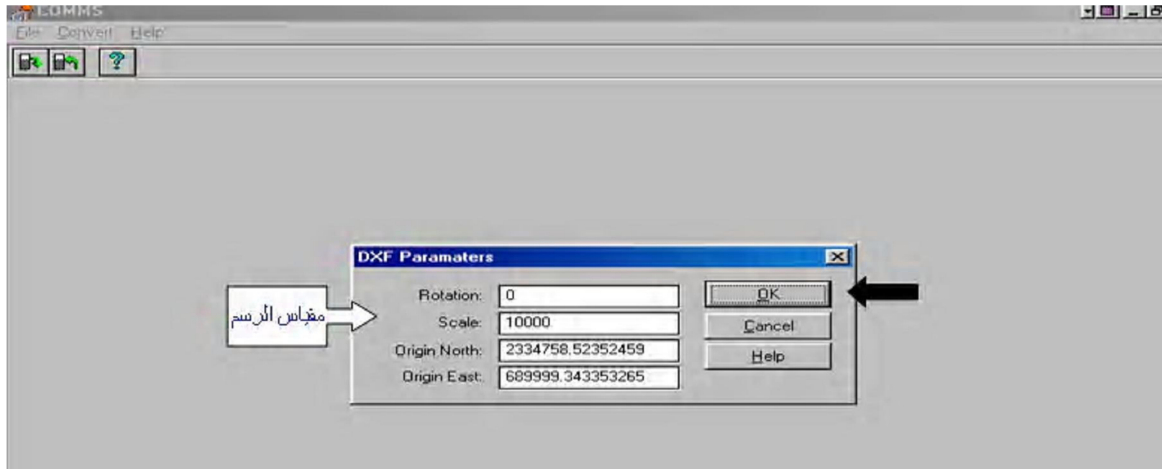 COMMS
File Convert Help
?
DXF Paramaters
Rotation: 0
OK
مقياس الرسم
Scale: 10000
Cancel
Origin North: 2334758.52352459
Help
Origin East: 689999.343353265